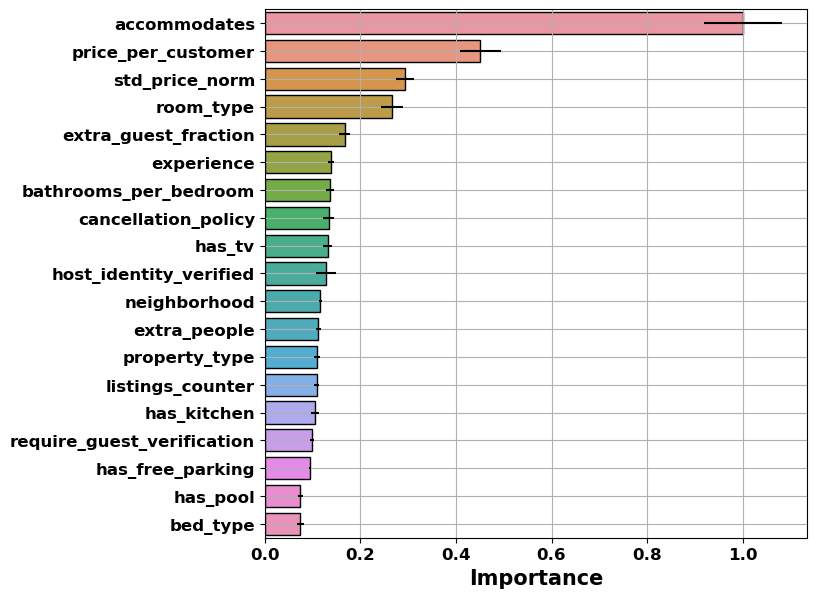 accommodates
price_per_customer
std_price_norm
room_type
extra_guest_fraction
experience
bathrooms_per_bedroom
cancellation_policy
has_tv
host_identity_verified
neighborhood
extra_people
property_type
listings_counter
has_kitchen
require_guest_verification
has_free_parking
has_pool
bed_type
0.0 0.2 0.4 0.6 0.8 1.0
Importance